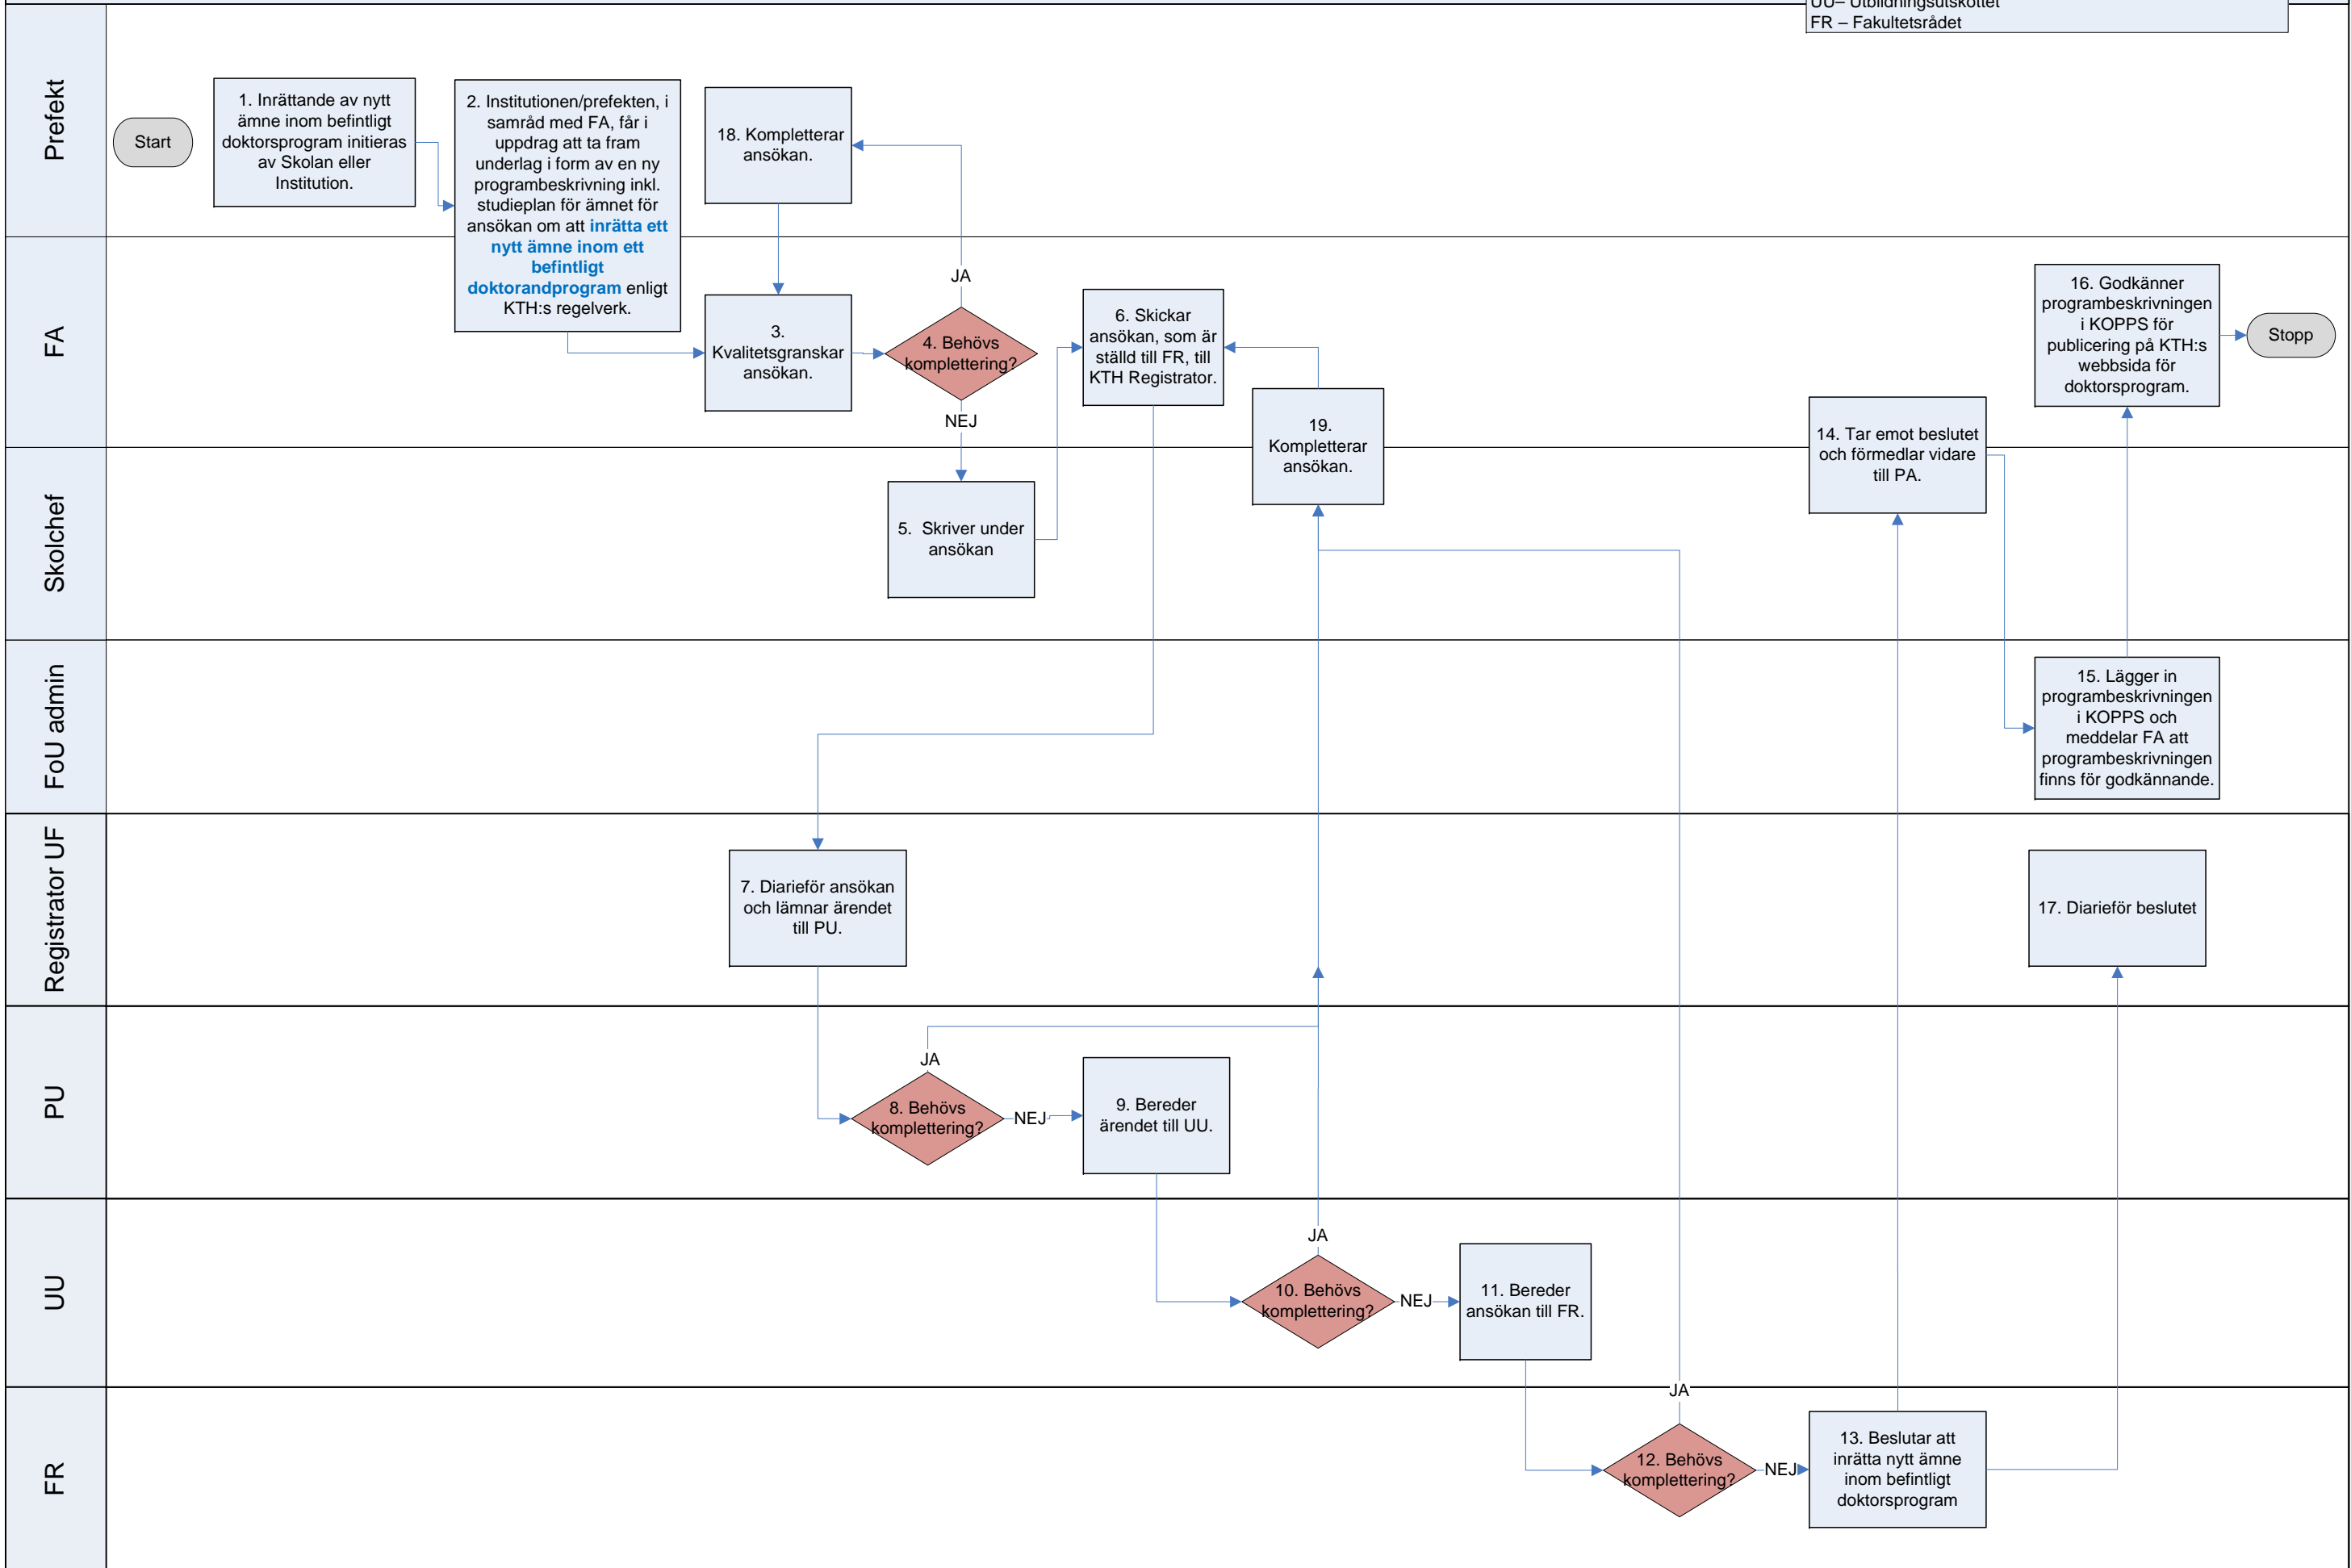 UU– Utbildningsutskottet
FR – Fakultetsrådet
Prefekt
Start
1. Inrättande av nytt
ämne inom befintligt
doktorsprogram initieras
av Skolan eller
Institution.
2. Institutionen/prefekten, i
samråd med FA, får i
uppdrag att ta fram
underlag i form av en ny
programbeskrivning inkl.
studieplan för ämnet för
ansökan om att inrätta ett
nytt ämne inom ett
befintligt
doktorandprogram enligt
KTH:s regelverk.
18. Kompletterar
ansökan.
FA
3.
Kvalitetsgranskar
ansökan.
JA
4. Behövs
komplettering?
NEJ
6. Skickar
ansökan, som är
ställd till FR, till
KTH Registrator.
19.
Kompletterar
ansökan.
14. Tar emot beslutet
och förmedlar vidare
till PA.
16. Godkänner
programbeskrivningen
i KOPPS för
publicering på KTH:s
webbsida för
doktorsprogram.
Stopp
Skolchef
5.  Skriver under
ansökan
FoU admin
15. Lägger in
programbeskrivningen
i KOPPS och
meddelar FA att
programbeskrivningen
finns för godkännande.
Registrator UF
7. Diarieför ansökan
och lämnar ärendet
till PU.
17. Diarieför beslutet
PU
JA
8. Behövs
komplettering?
NEJ
9. Bereder
ärendet till UU.
UU
JA
10. Behövs
komplettering?
NEJ
11. Bereder
ansökan till FR.
FR
JA
12. Behövs
komplettering?
NEJ
13. Beslutar att
inrätta nytt ämne
inom befintligt
doktorsprogram